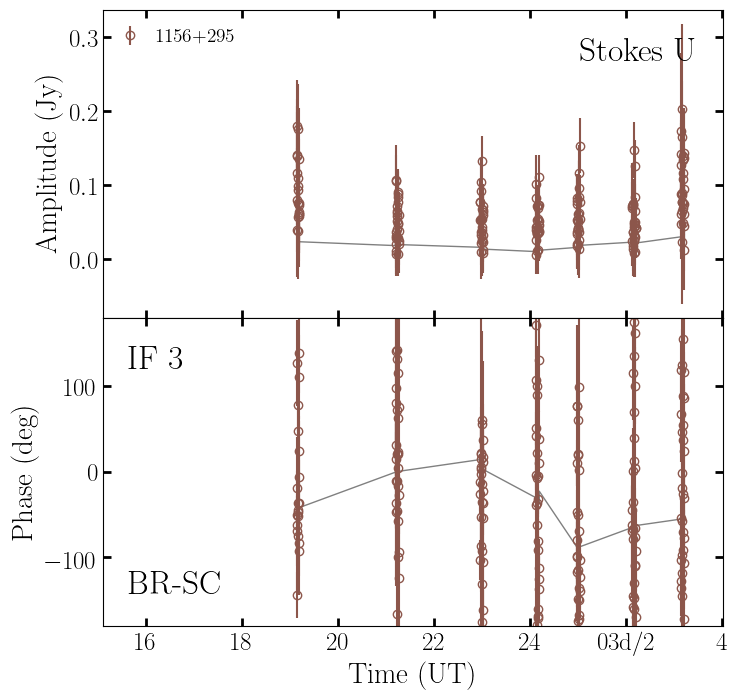 1156+295
Stokes U
0.3
0.2
0.1
0.0
Amplitude (Jy)
IF 3
100
0
−100
Phase (deg)
BR-SC
16 18 20 22 24 03d/2 4
Time (UT)